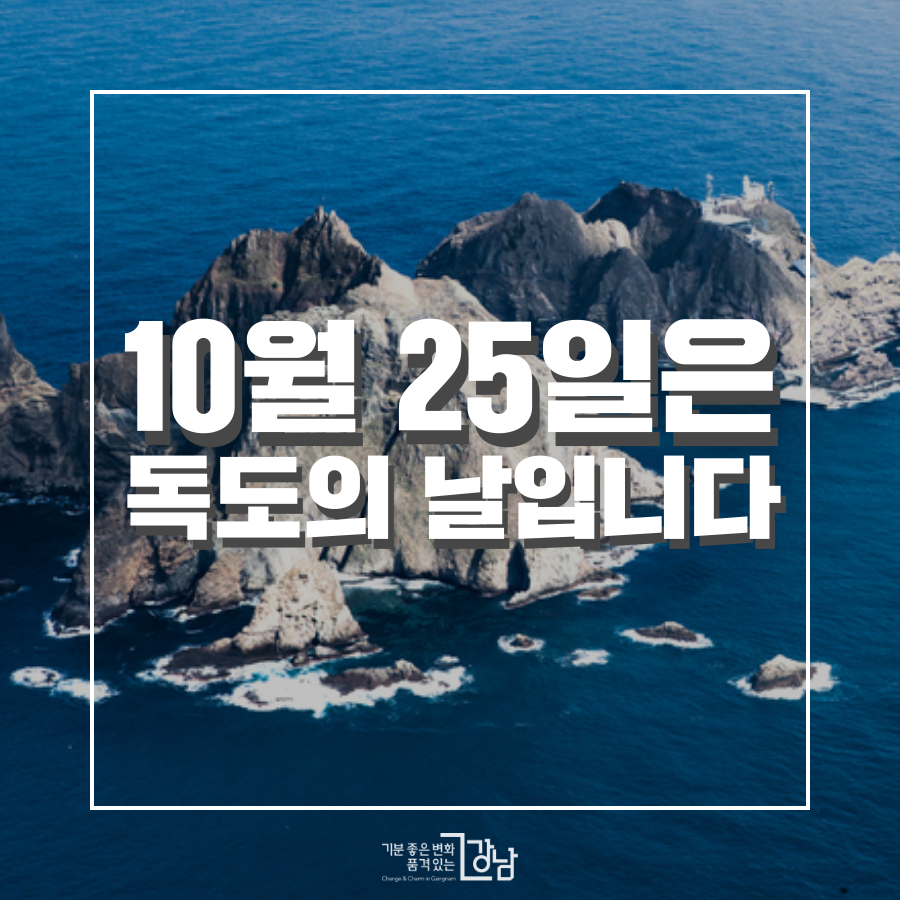 10월 25일은
독도의 날입니다
기분 좋은 변화
품격 있는
강남
Change & Charm in Gangnam